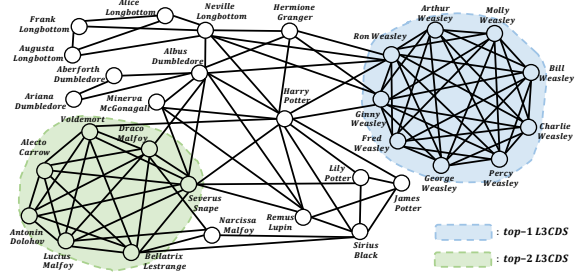 Alice
Longbottom
Frank
Longbottom
Augusta
Longbottom
Neville
Longbottom
Hermione
Granger
Arthur
Weasley
Molly
Weasley
Ron Weasley
Bill
Weasley
Albus
Dumbledore
Aberforth
Dumbledore
Ariana
Dumbledore
Minerva
McGonagall
Harry
Potter
Ginny
Weasley
Fred
Weasley
Charlie
Weasley
George
Weasley
Percy
Weasley
Voldemort
Draco
Malfoy
Alecto
Carrow
Severus
Snape
Lily
Potter
James
Potter
Antonin
Dolohov
Lucius
Malfoy
Bellatrix
Lestrange
Narcissa
Malfoy
Remus
Lupin
Sirius
Black
: top-1 L3CDS
: top-2 L3CDS